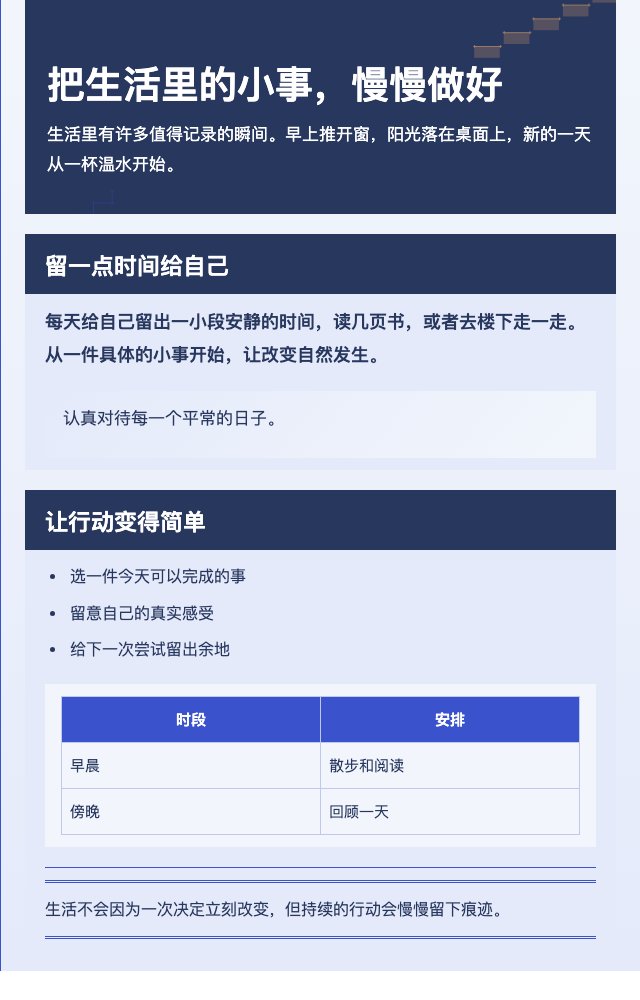 把生活里的小事，慢慢做好
生活里有许多值得记录的瞬间。早上推开窗，阳光落在桌面上，新的一天
从一杯温水开始。
留一点时间给自己
每天给自己留出一小段安静的时间，读几页书，或者去楼下走一走。
从一件具体的小事开始，让改变自然发生。
认真对待每一个平常的日子。
让行动变得简单
• 选一件今天可以完成的事
• 留意自己的真实感受
• 给下一次尝试留出余地
时段 安排
早晨 散步和阅读
傍晚 回顾一天
生活不会因为一次决定立刻改变，但持续的行动会慢慢留下痕迹。